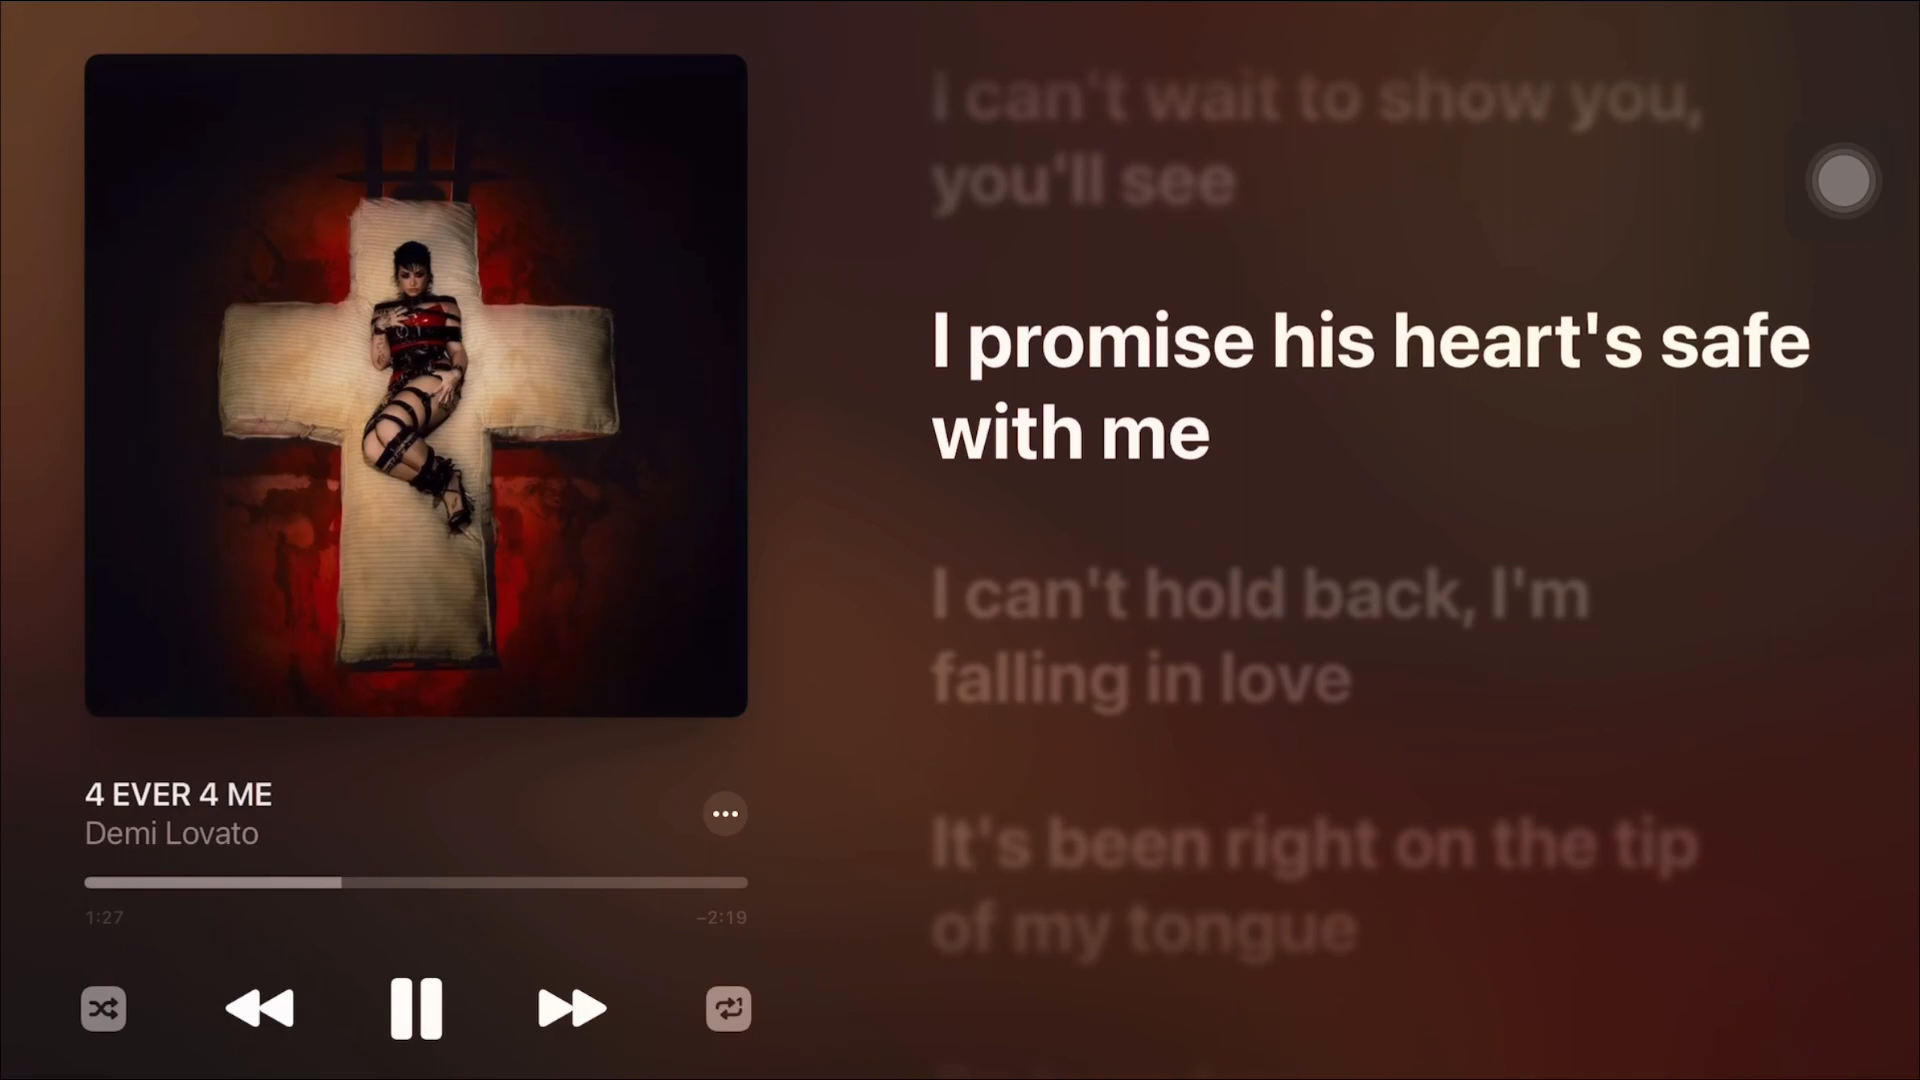 I can't wait to show you,
you'll see
I promise his heart's safe
with me
I can't hold back, I'm
falling in love
It's been right on the tip
of my tongue
4 EVER 4 ME
Demi Lovato
1:27
−2:19
1